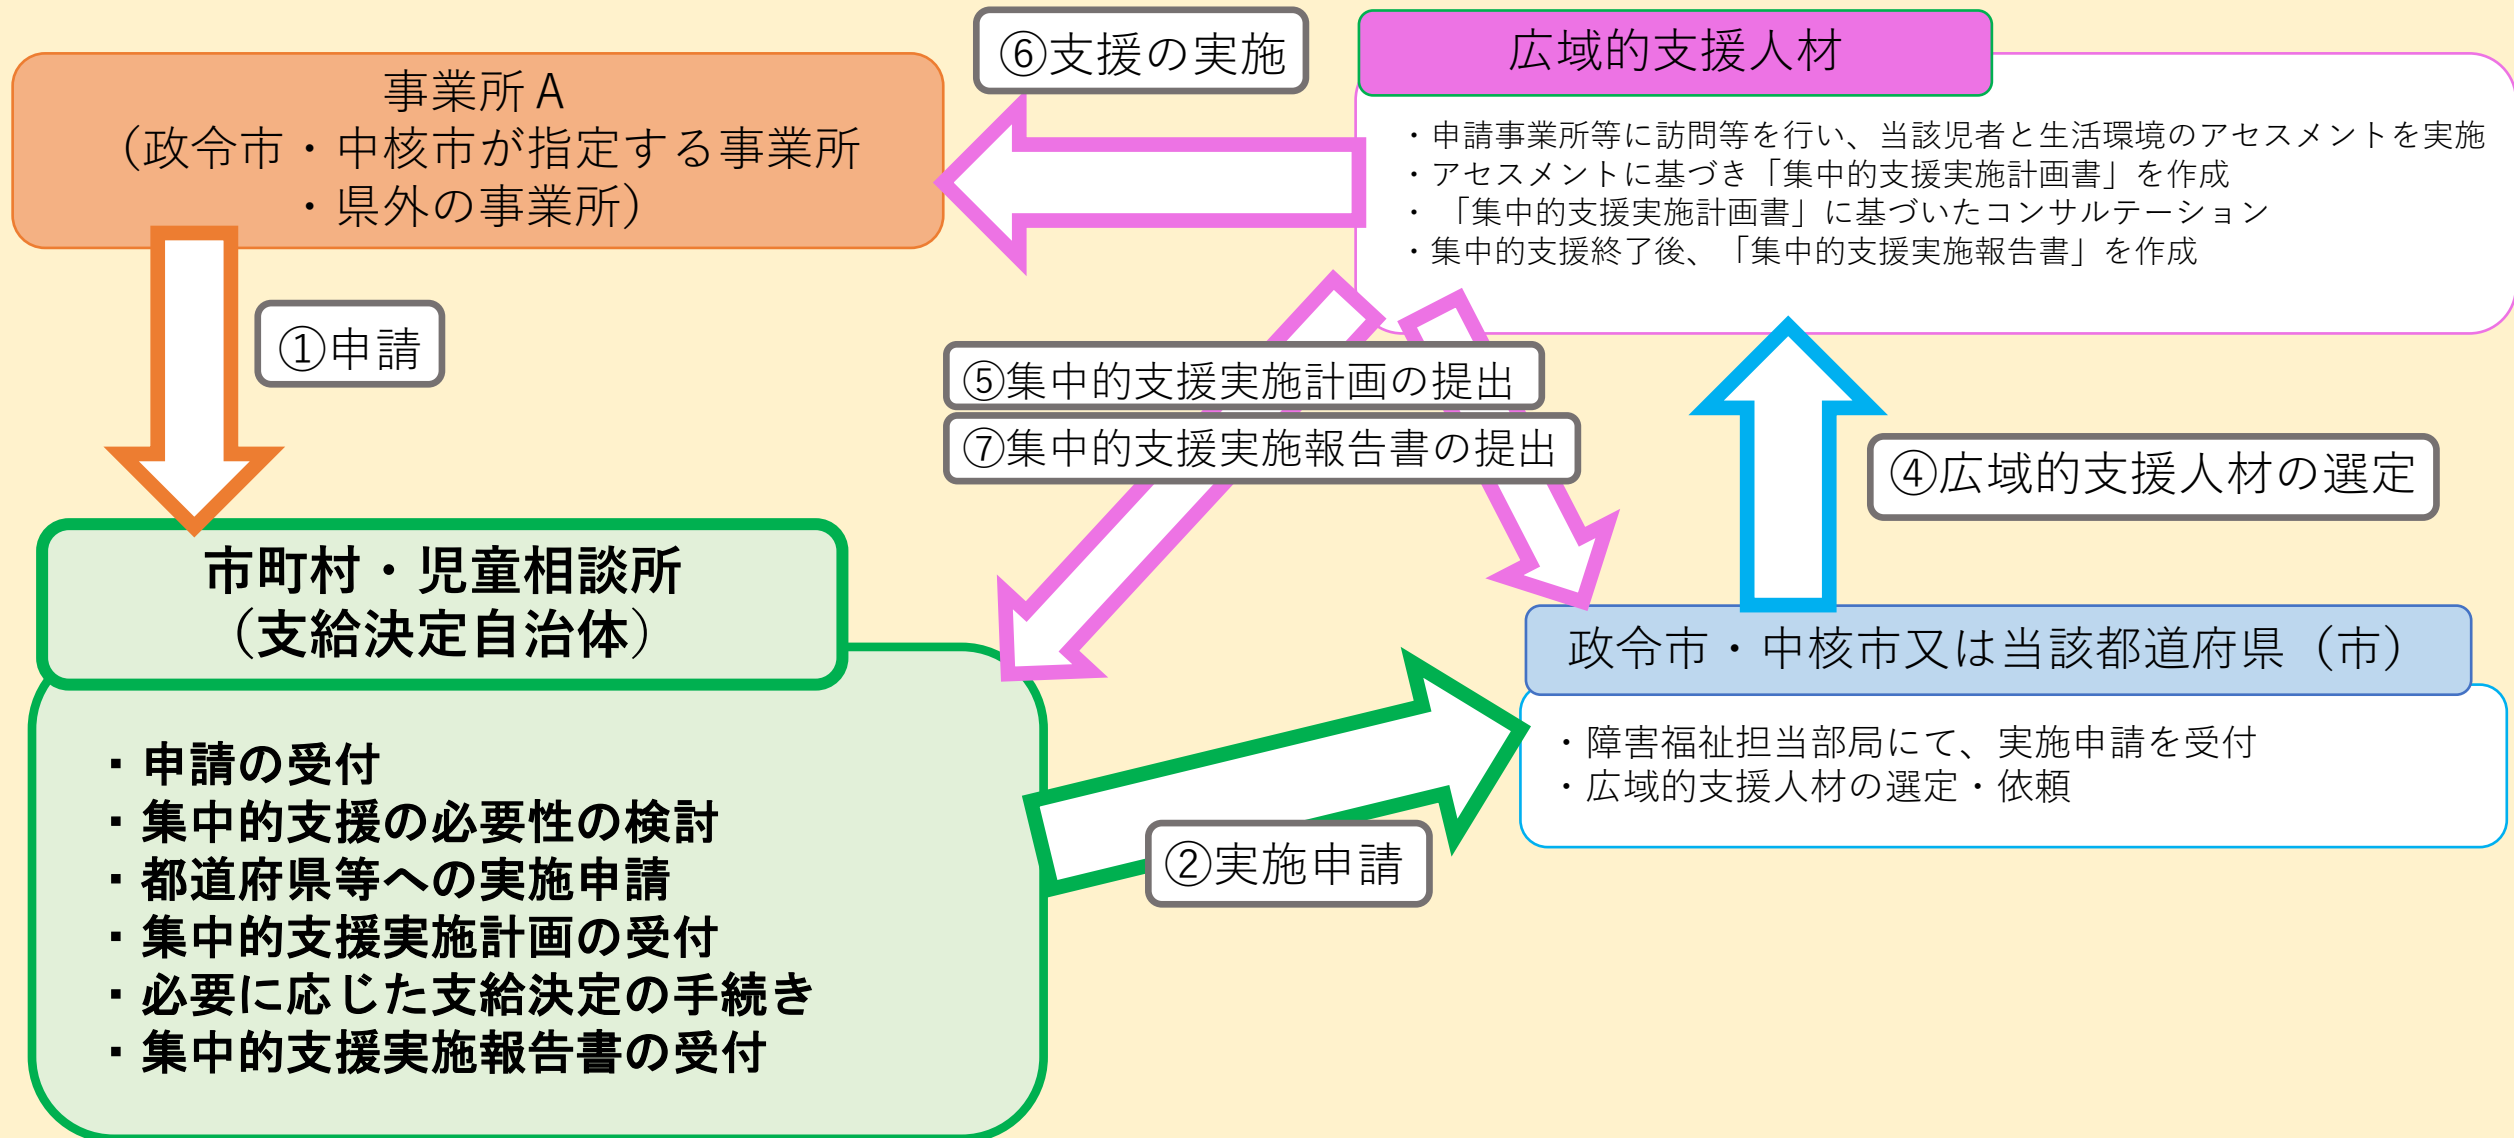 ⑥支援の実施
広域的支援人材
事業所A
（政令市・中核市が指定する事業所
・県外の事業所）
・申請事業所等に訪問等を行い、当該児者と生活環境のアセスメントを実施
・アセスメントに基づき「集中的支援実施計画書」を作成
・「集中的支援実施計画書」に基づいたコンサルテーション
・集中的支援終了後、「集中的支援実施報告書」を作成
①申請
⑤集中的支援実施計画の提出
⑦集中的支援実施報告書の提出
④広域的支援人材の選定
市町村・児童相談所
（支給決定自治体）
政令市・中核市又は当該都道府県（市）
・障害福祉担当部局にて、実施申請を受付
・広域的支援人材の選定・依頼
②実施申請
・申請の受付
・集中的支援の必要性の検討
・都道府県等への実施申請
・集中的支援実施計画の受付
・必要に応じた支給決定の手続き
・集中的支援実施報告書の受付